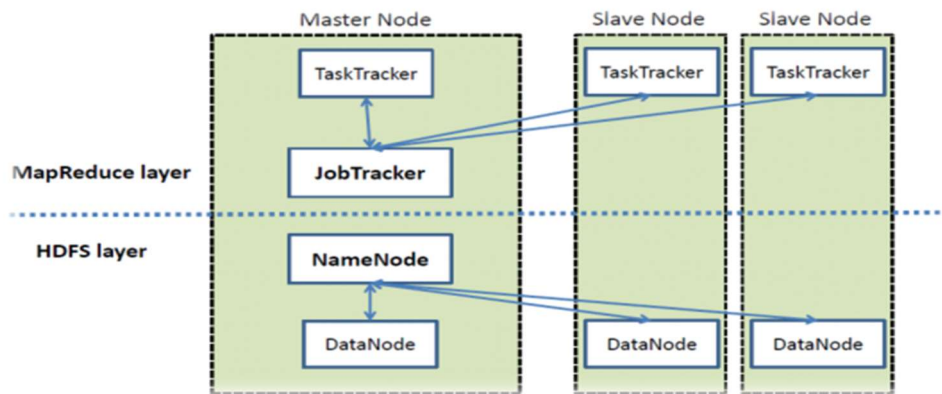 Master Node
Slave Node
Slave Node
TaskTracker
TaskTracker
TaskTracker
MapReduce layer
JobTracker
HDFS layer
NameNode
DataNode
DataNode
DataNode